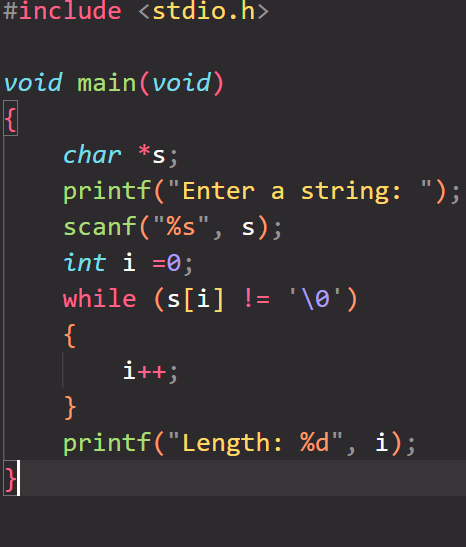 #include <stdio.h>
void main(void)
{
char *s;
printf("Enter a string: ");
scanf("%s", s);
int i =0;
while (s[i] != '\0')
{
i++;
}
printf("Length: %d", i);
}